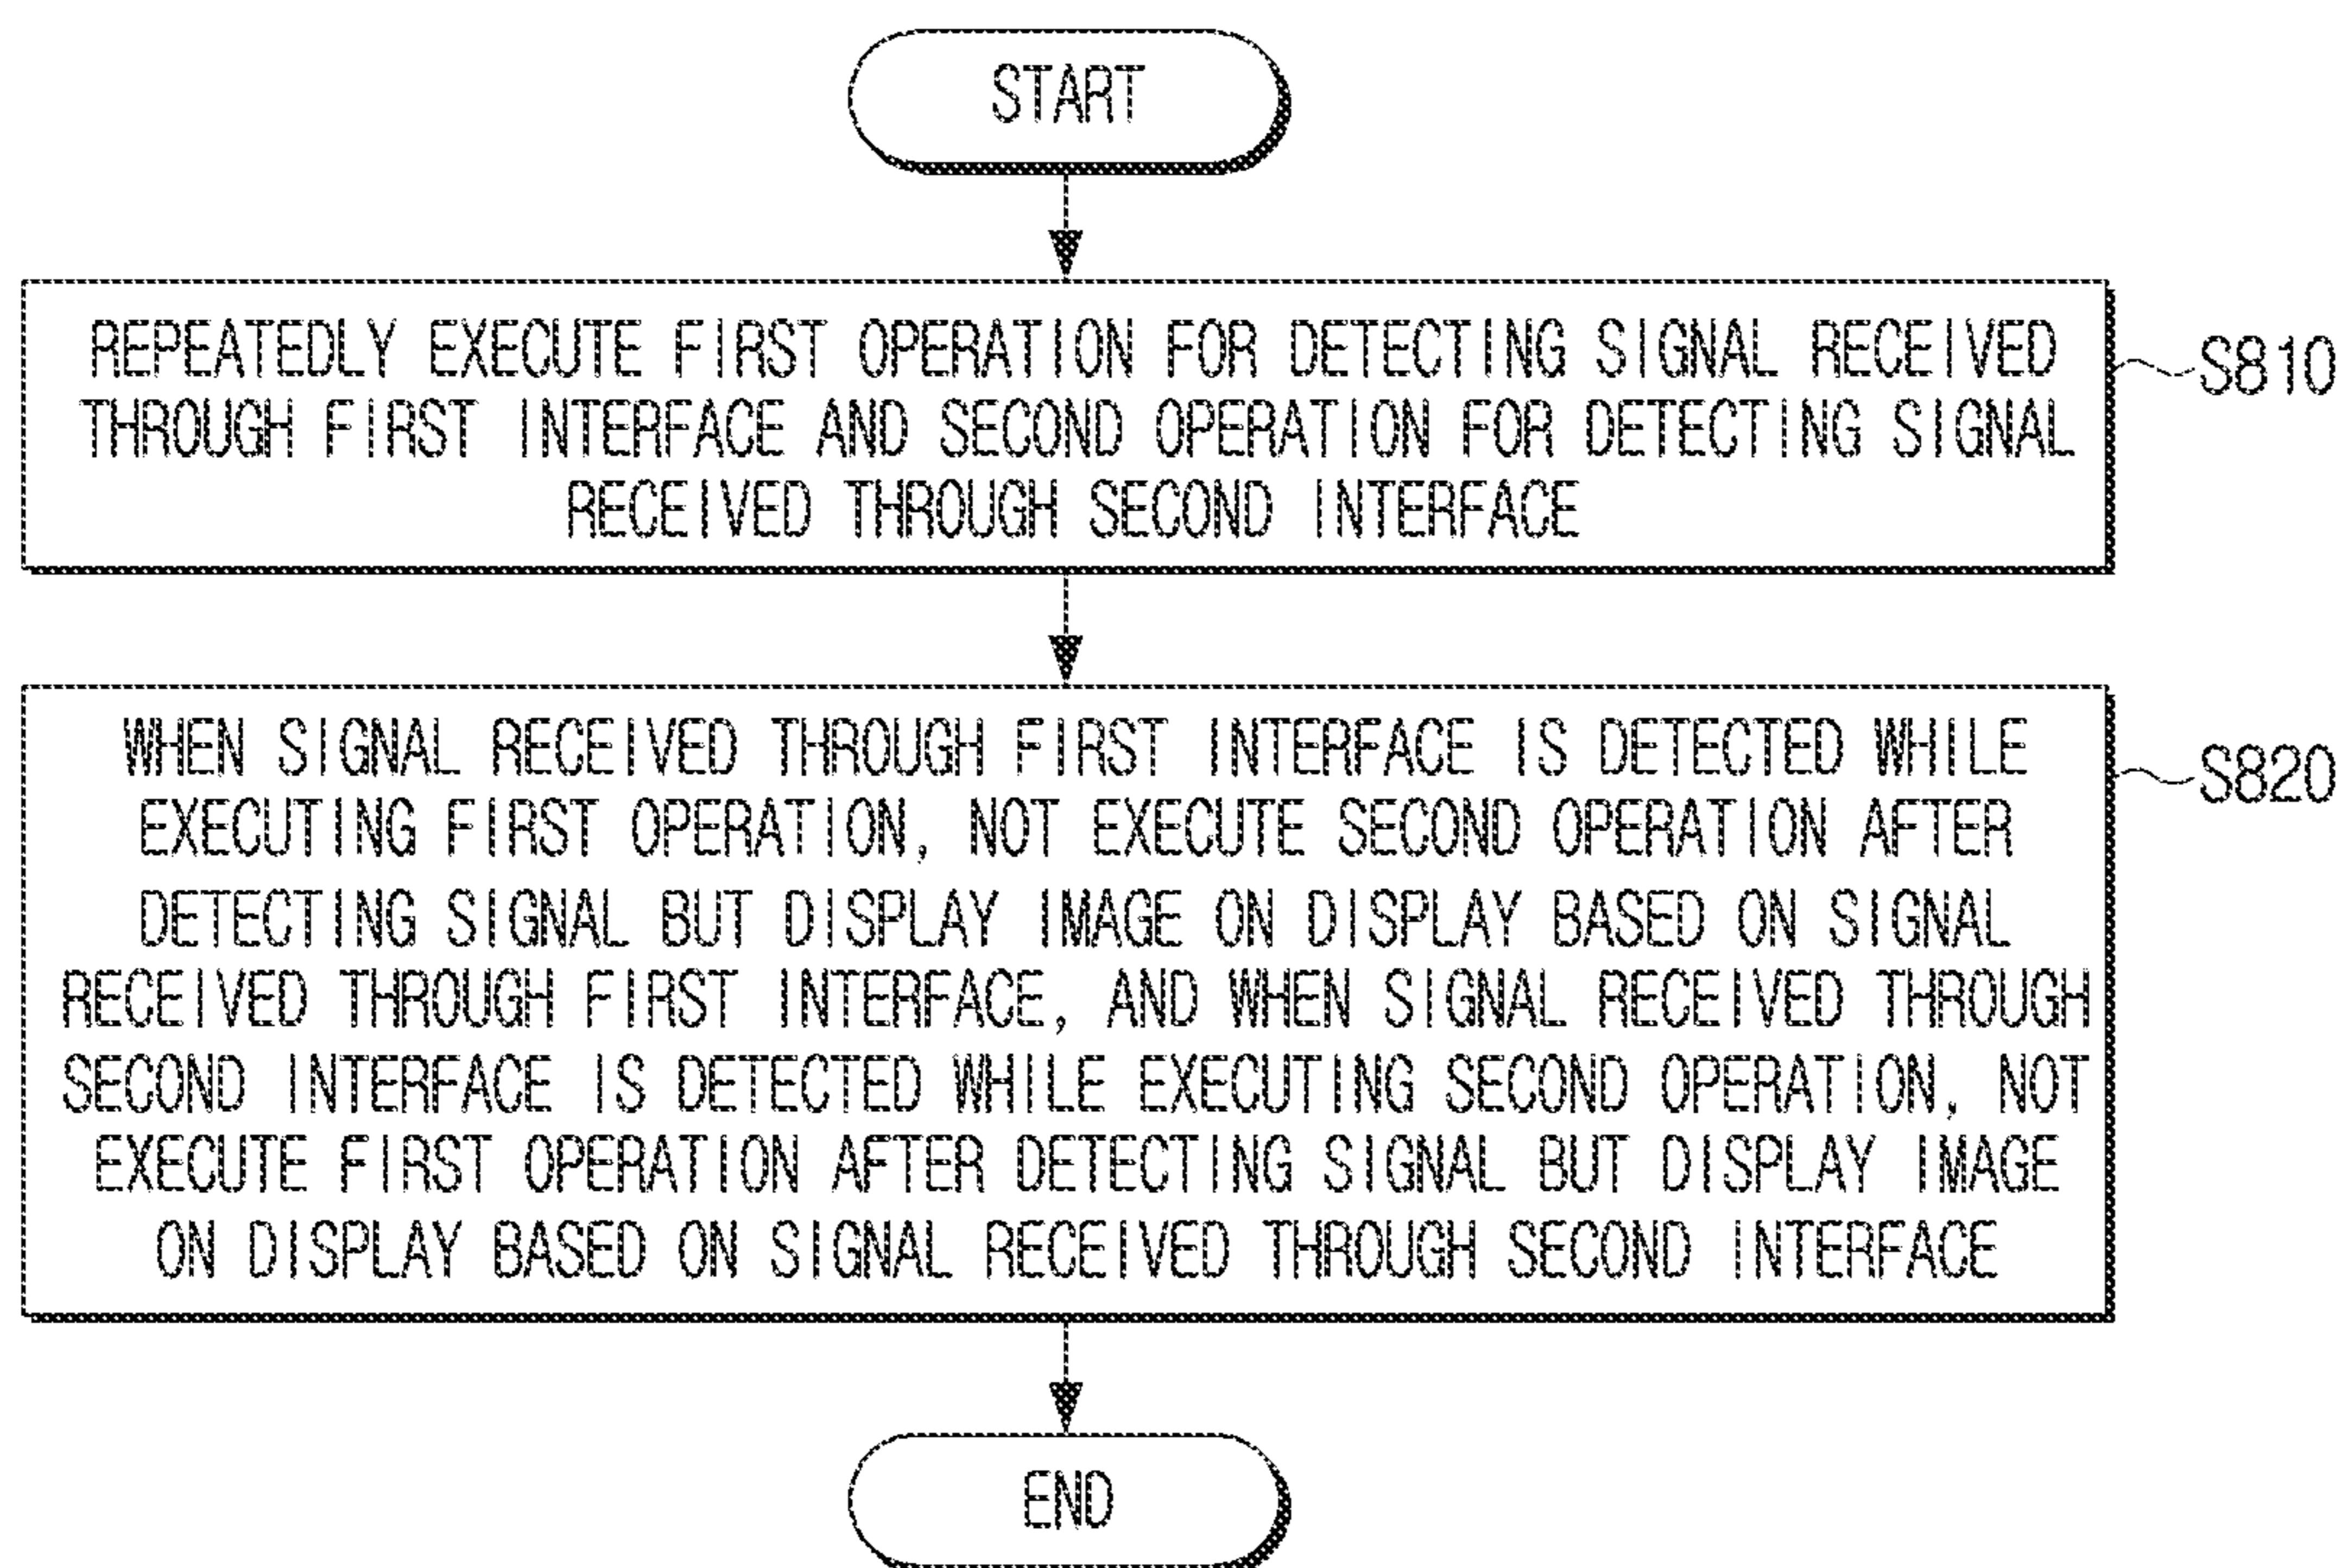 START
REPEATEDLY EXECUTE FIRST OPERATION FOR DETECTING SIGNAL RECEIVED
THROUGH FIRST INTERFACE AND SECOND OPERATION FOR DETECTING SIGNAL
RECEIVED THROUGH SECOND INTERFACE
S810
WHEN SIGNAL RECEIVED THROUGH FIRST INTERFACE IS DETECTED WHILE
EXECUTING FIRST OPERATION, NOT EXECUTE SECOND OPERATION AFTER
DETECTING SIGNAL BUT DISPLAY IMAGE ON DISPLAY BASED ON SIGNAL
RECEIVED THROUGH FIRST INTERFACE, AND WHEN SIGNAL RECEIVED THROUGH
SECOND INTERFACE IS DETECTED WHILE EXECUTING SECOND OPERATION, NOT
EXECUTE FIRST OPERATION AFTER DETECTING SIGNAL BUT DISPLAY IMAGE
ON DISPLAY BASED ON SIGNAL RECEIVED THROUGH SECOND INTERFACE
S820
END